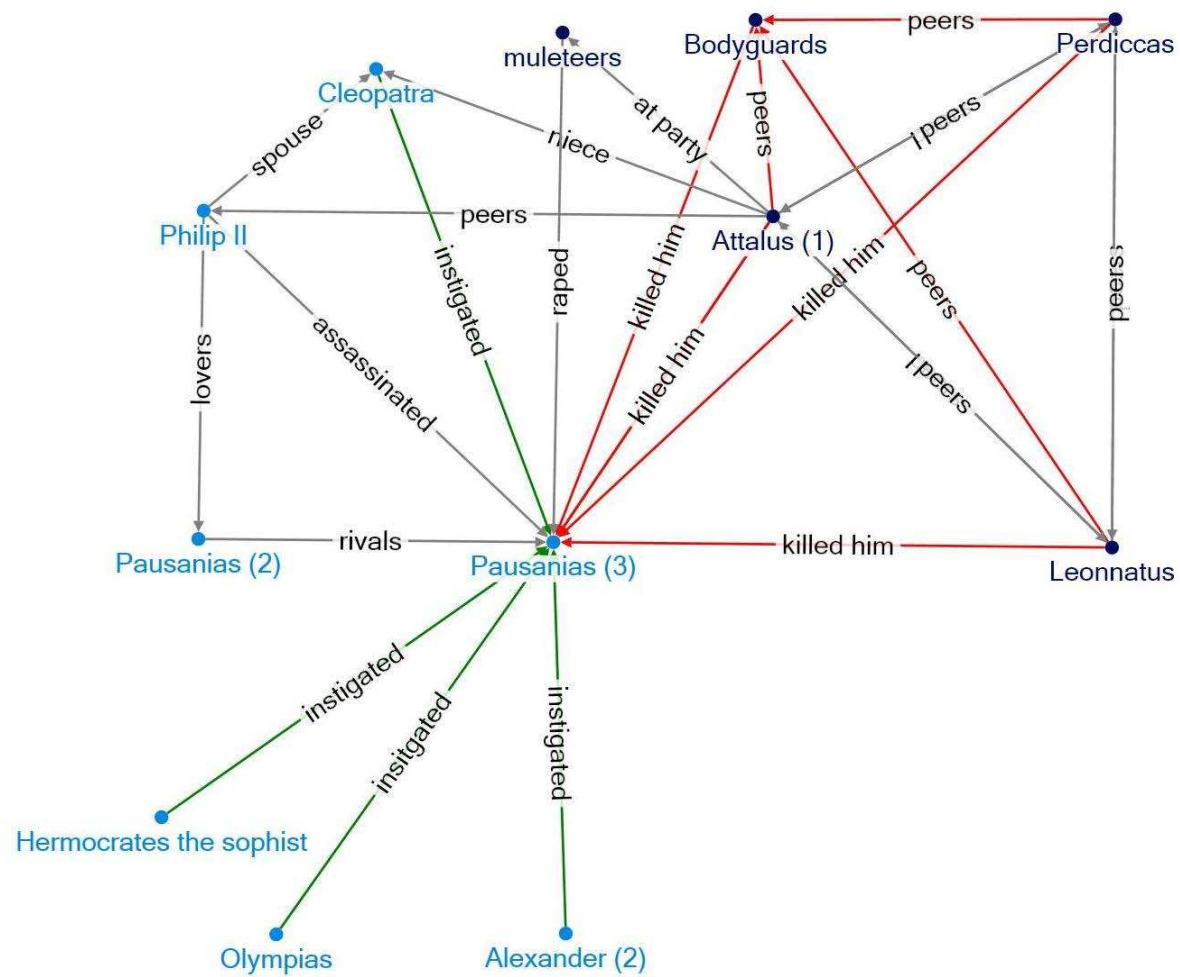 peers
Bodyguards
Perdiccas
muleteers
Cleopatra
peers
at party
peers
niece
spouse
peers
Philip II
Attalus (1)
killed him
killed him
raped
instigated
peers
peers
lovers
assassinated
killed him
peers
rivals
killed him
Pausanias (2)
Pausanias (3)
Leonnatus
instigated
insitgated
instigated
Hermocrates the sophist
Olympias
Alexander (2)